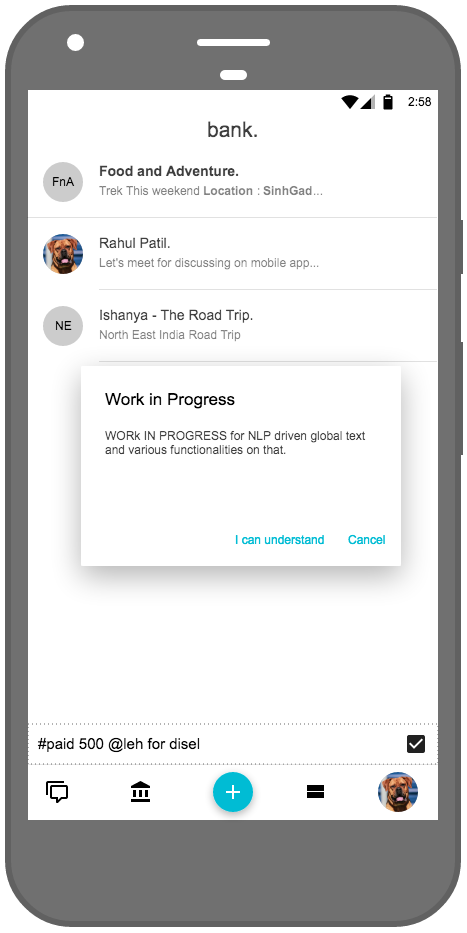 2:58
bank.
FnA
Food and Adventure.
Trek This weekend Location : SinhGad...
Rahul Patil.
Let's meet for discussing on mobile app...
NE
Ishanya - The Road Trip.
North East India Road Trip
Work in Progress
WORk IN PROGRESS for NLP driven global text
and various functionalities on that.
I can understand Cancel
#paid 500 @leh for disel